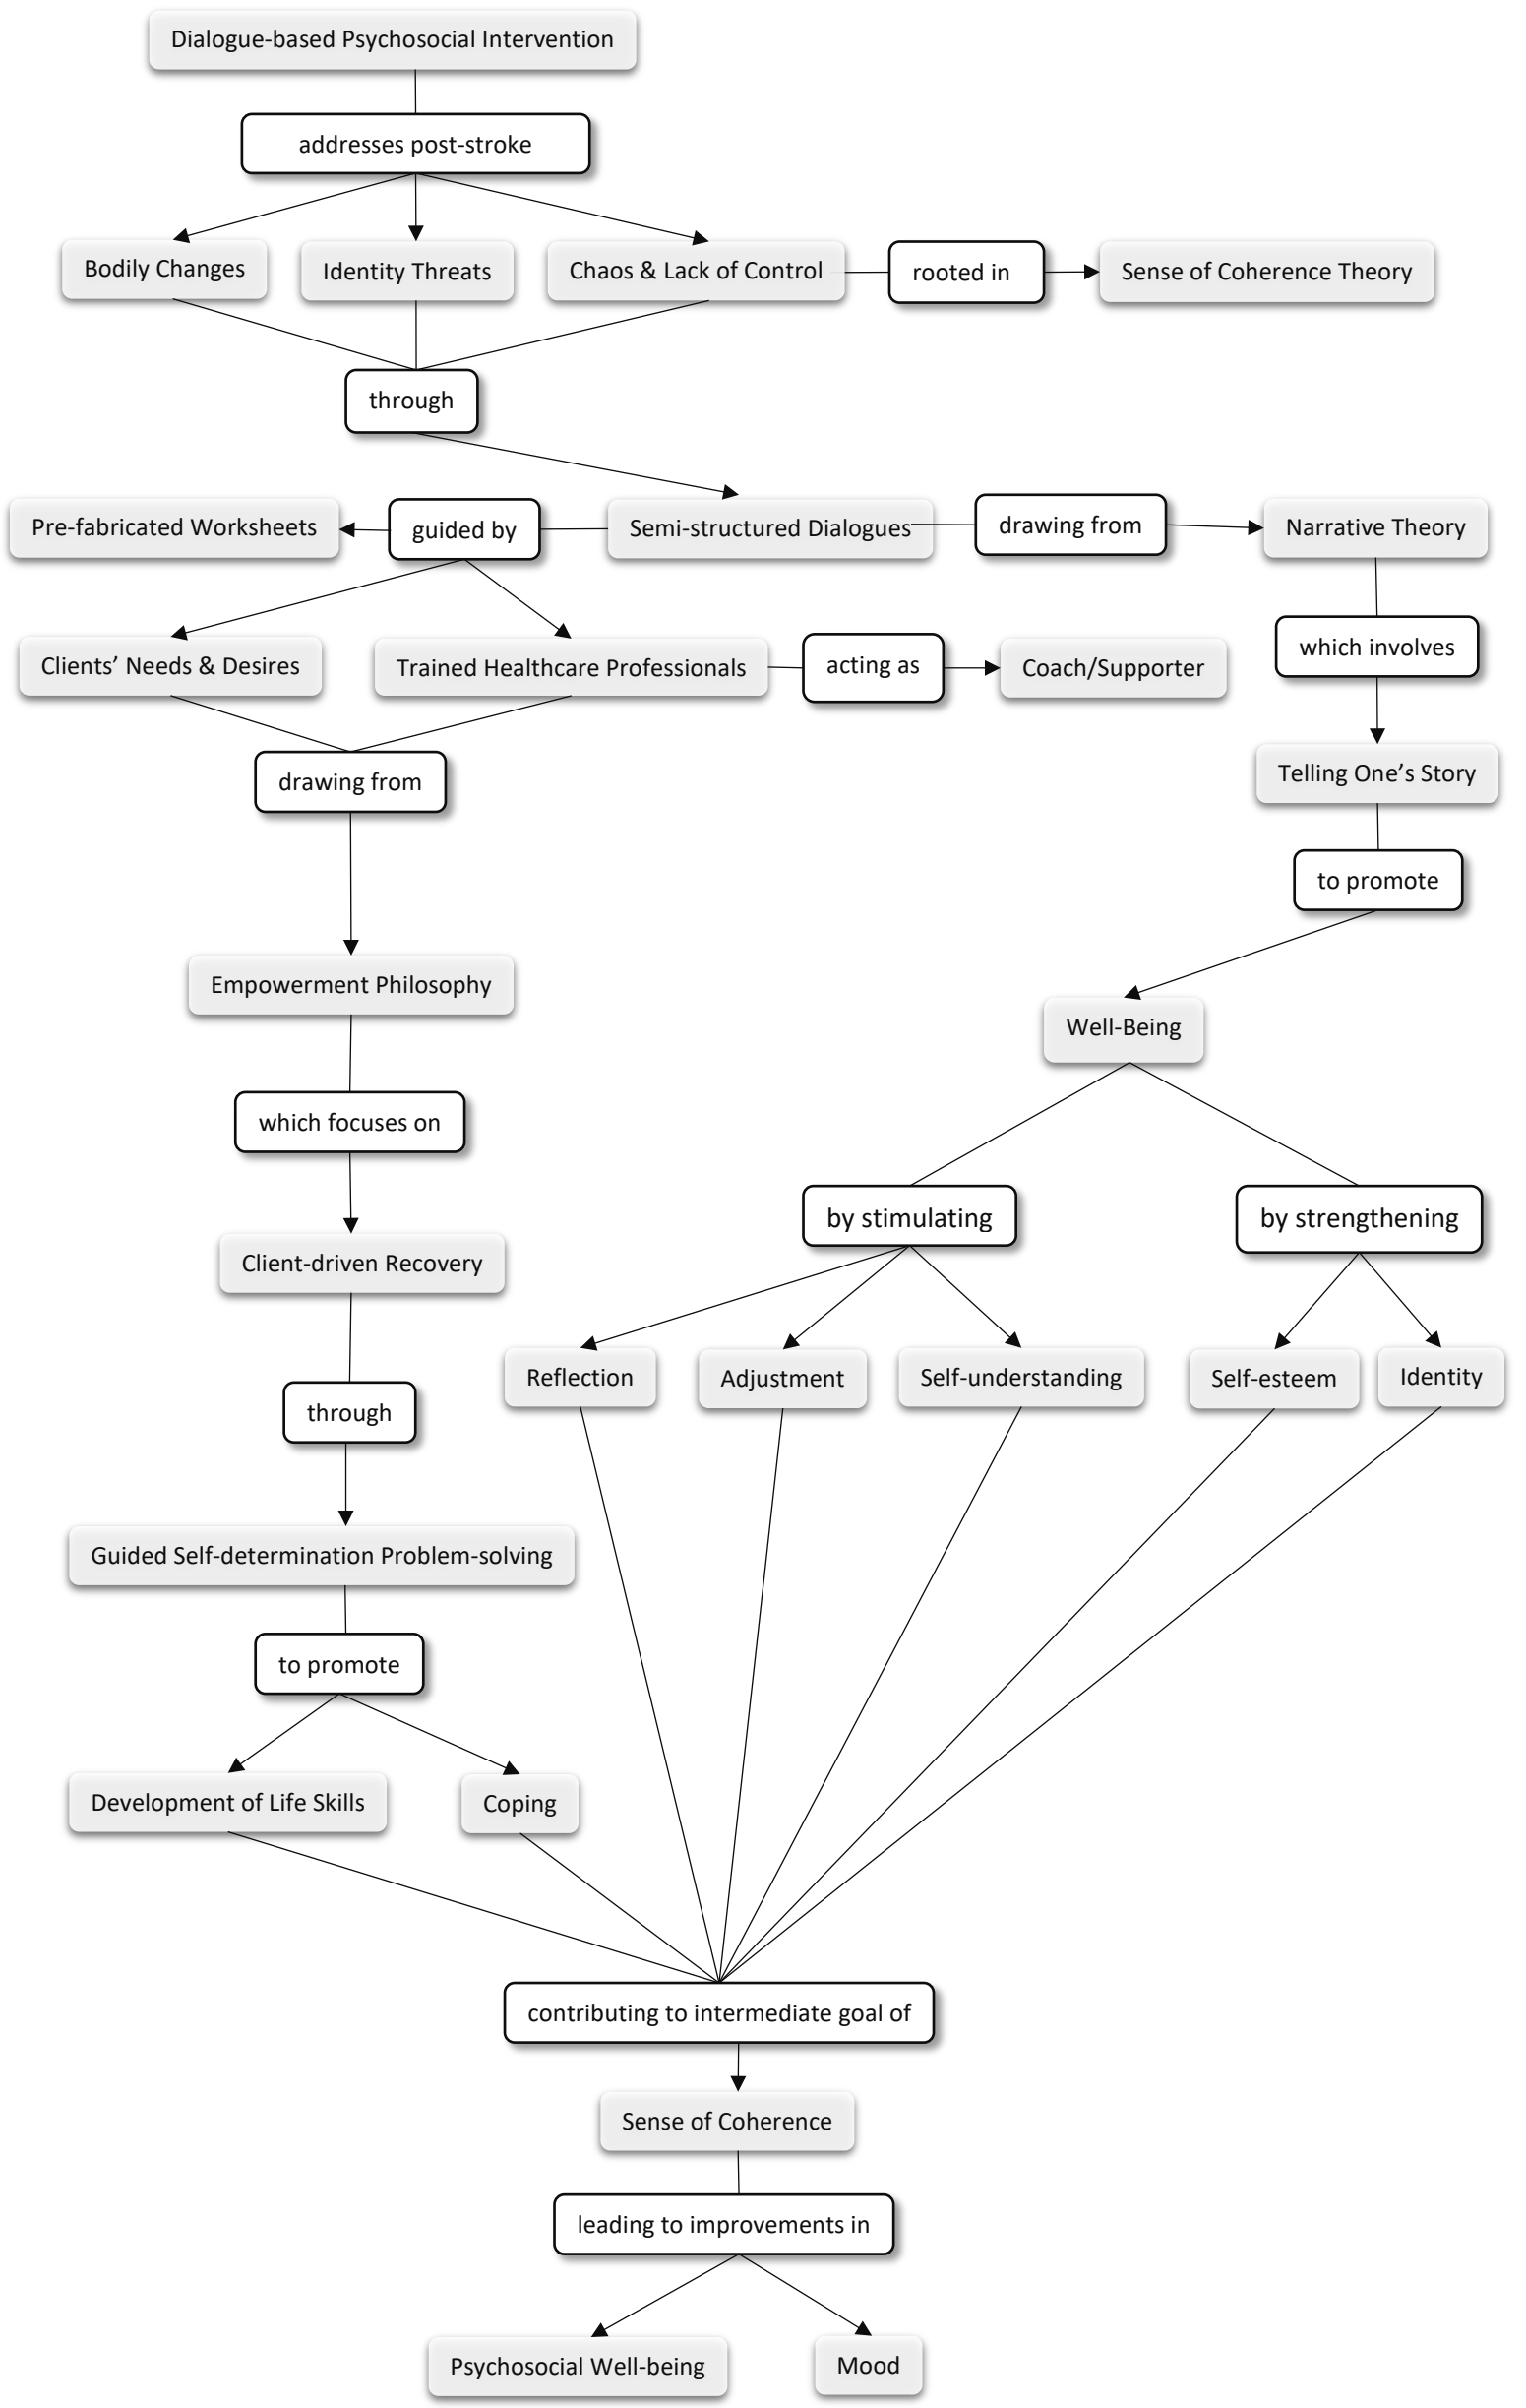 Dialogue-based Psychosocial Intervention
addresses post-stroke
Bodily Changes
Identity Threats
Chaos & Lack of Control
rooted in
Sense of Coherence Theory
through
Pre-fabricated Worksheets
guided by
Semi-structured Dialogues
drawing from
Narrative Theory
Clients’ Needs & Desires
Trained Healthcare Professionals
acting as
Coach/Supporter
which involves
drawing from
Telling One’s Story
to promote
Empowerment Philosophy
Well-Being
which focuses on
by stimulating
by strengthening
Client-driven Recovery
Reflection
Adjustment
Self-understanding
Self-esteem
Identity
through
Guided Self-determination Problem-solving
to promote
Development of Life Skills
Coping
contributing to intermediate goal of
Sense of Coherence
leading to improvements in
Psychosocial Well-being
Mood